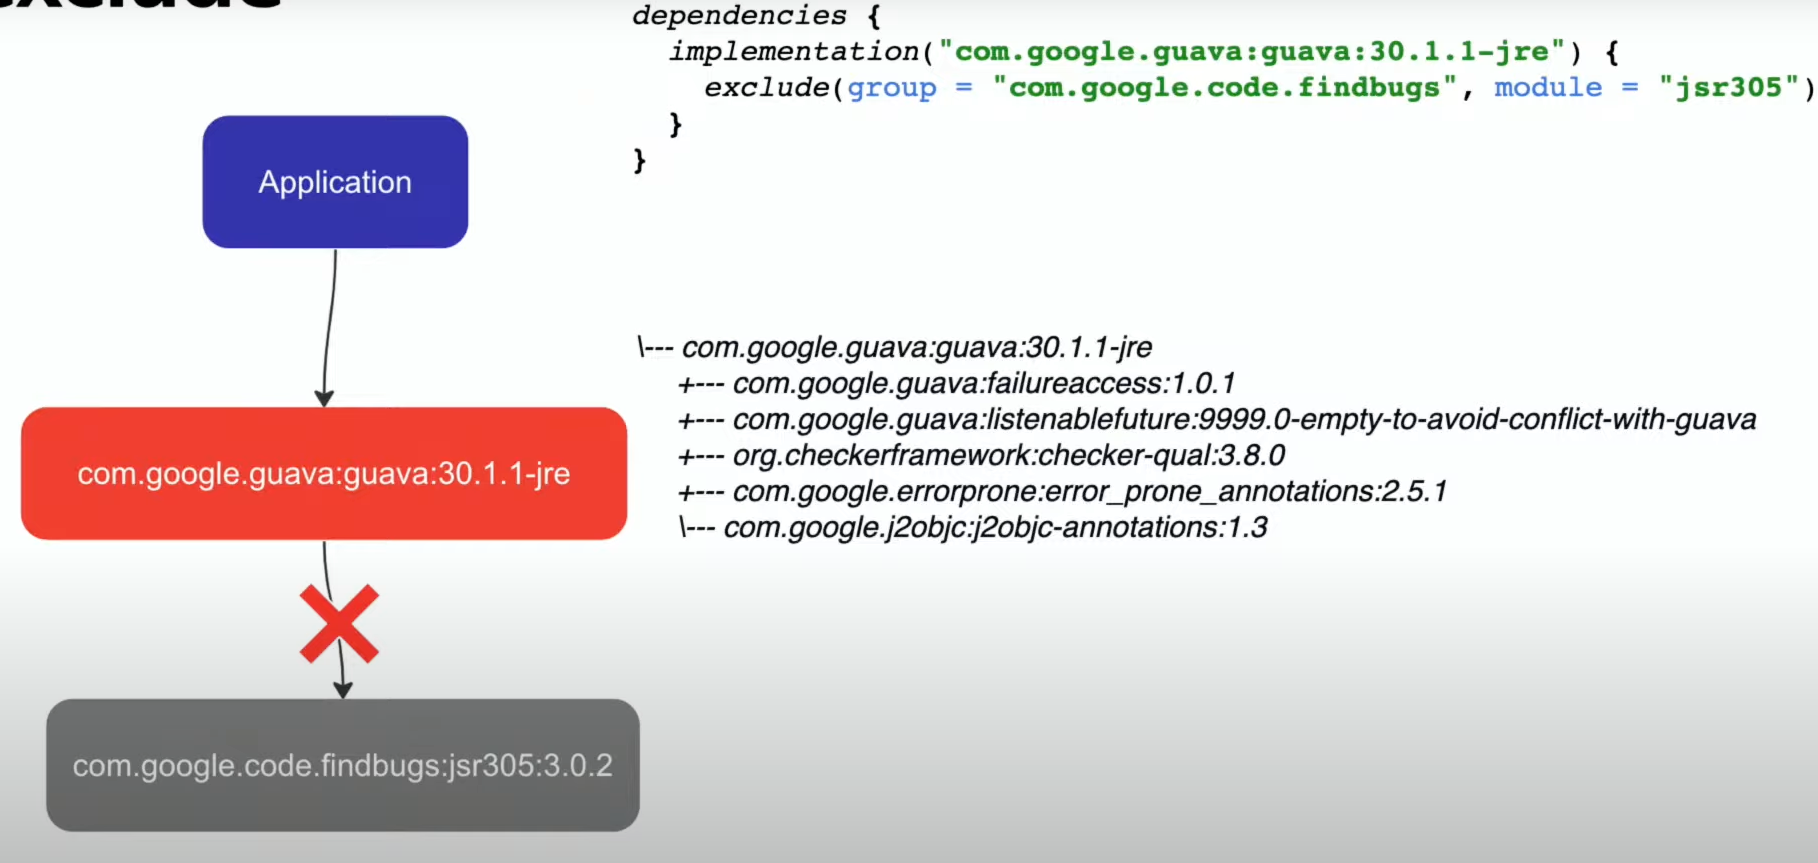 exclude
dependencies {
implementation("com.google.guava:guava:30.1.1-jre") {
exclude(group = "com.google.code.findbugs", module = "jsr305")
}
}
Application
com.google.guava:guava:30.1.1-jre
com.google.code.findbugs:jsr305:3.0.2
\--- com.google.guava:guava:30.1.1-jre
+--- com.google.guava:failureaccess:1.0.1
+--- com.google.guava:listenablefuture:9999.0-empty-to-avoid-conflict-with-guava
+--- org.checkerframework:checker-qual:3.8.0
+--- com.google.errorprone:error_prone_annotations:2.5.1
\--- com.google.j2objc:j2objc-annotations:1.3